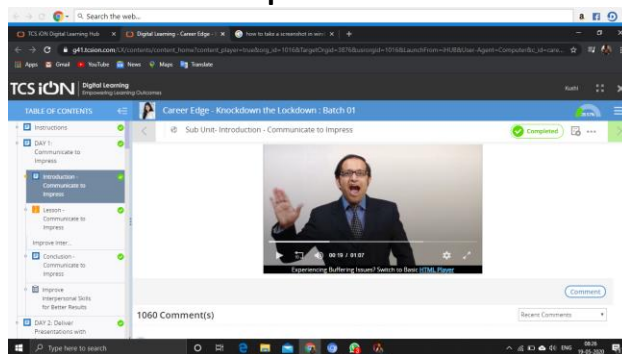 Search the web...
TCS iON Digital Learning Hub
Digital Learning - Career Edge -
how to take a screenshot in win
g41.tcsion.com
Apps Gmail YouTube News Maps Translate
TCS iON Digital Learning
Empowering Learning Outcomes
TABLE OF CONTENTS
Career Edge - Knockdown the Lockdown : Batch 01
Instructions
Sub Unit- Introduction - Communicate to Impress
Completed
DAY 1:
Communicate to
Impress
Introduction -
Communicate to
Impress
Lesson -
Communicate to
Impress
Improve Inter...
Conclusion -
Communicate to
Impress
Improve
Interpersonal Skills
for Better Results
DAY 2: Deliver
Presentations with
00:19 / 01:07
Experiencing Buffering Issues? Switch to Basic HTML Player
Comment
1060 Comment(s)
Recent Comments
Type here to search
ENG
19-05-2020